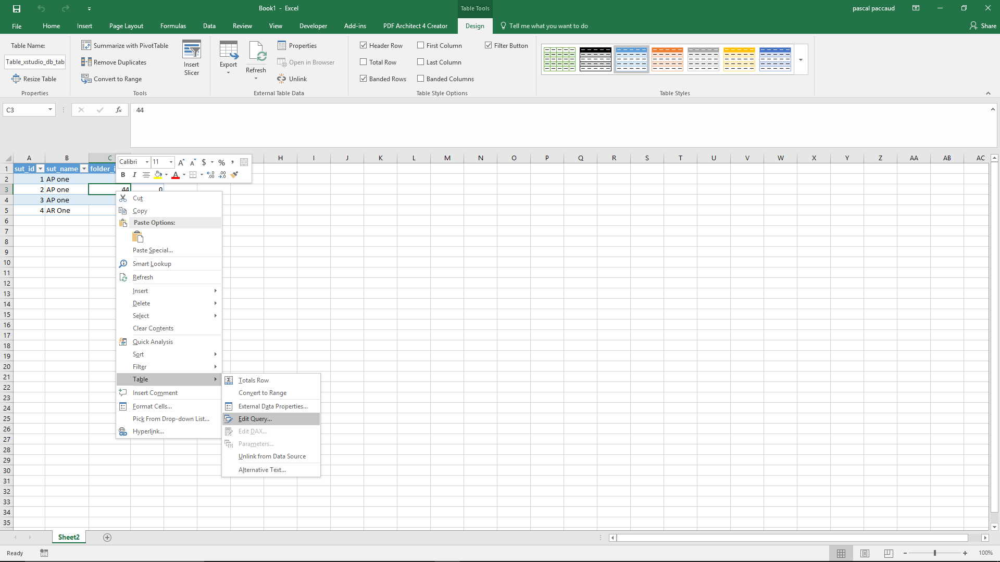 Book1 - Excel
Table Tools
pascal paccaud
File Home Insert Page Layout Formulas Data Review View Developer Add-ins PDF Architect 4 Creator Design Tell me what you want to do Share
Table Name:
Table_xstudio_db_tab
Resize Table
Properties
Summarize with PivotTable
Remove Duplicates
Convert to Range
Insert
Slicer
Tools
Export
Refresh
Properties
Open in Browser
Unlink
External Table Data
Header Row First Column Filter Button
Total Row Last Column
Banded Rows Banded Columns
Table Style Options
Table Styles
C3 fx 44
A B C H I J K L M N O P Q R S T U V W X Y Z AA AB AC
Calibri 11 A A $ % ,
B I A .0 .00 .00 .0
1 sut_id sut_name folder_i
2 1 AP one
3 2 AP one 44 0
4 3 AP one
5 4 AR One
6
7
8
9
10
11
12
13
14
15
16
17
18
19
20
21
22
23
24
25
26
27
28
29
30
31
32
33
34
35
Cut
Copy
Paste Options:
Paste Special...
Smart Lookup
Refresh
Insert
Delete
Select
Clear Contents
Quick Analysis
Sort
Filter
Table
Insert Comment
Format Cells...
Pick From Drop-down List...
Hyperlink...
Totals Row
Convert to Range
External Data Properties...
Edit Query...
Edit DAX...
Parameters...
Unlink from Data Source
Alternative Text...
Sheet2
Ready
100%